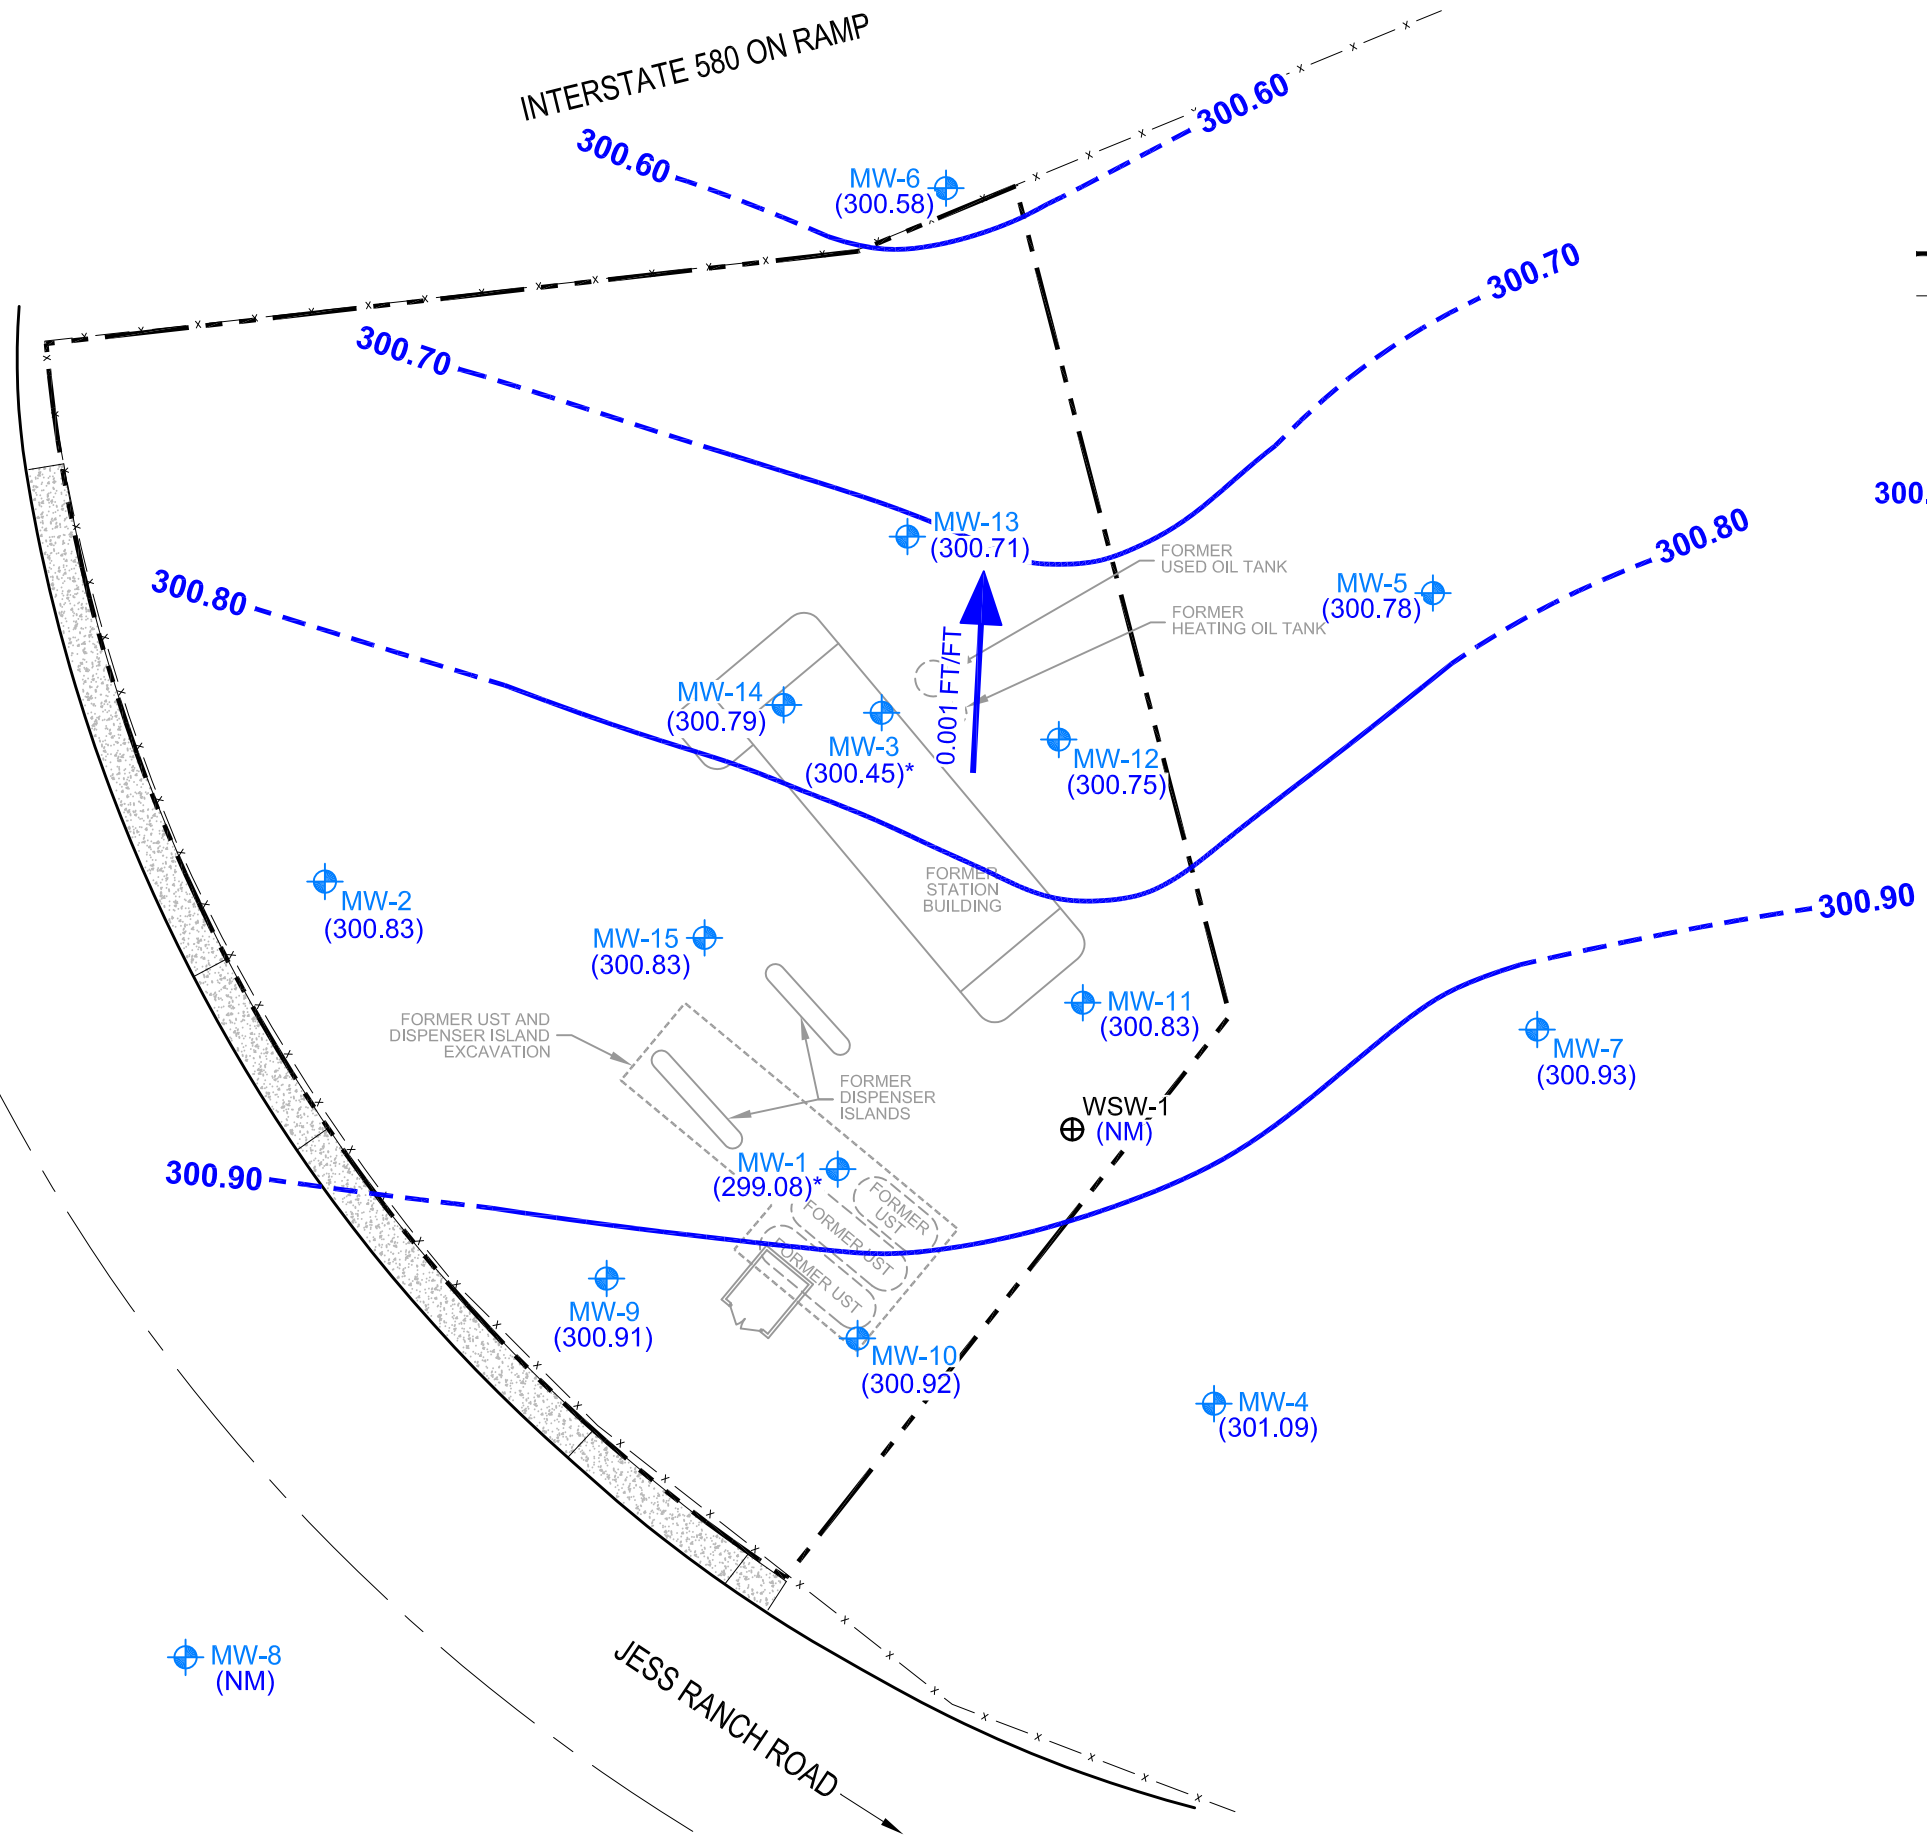 INTERSTATE 580 ON RAMP
300.60
300.60
MW-6
(300.58)
300.70
300.70
300.
MW-13
(300.71)
FORMER
USED OIL TANK
300.80
300.80
MW-5
(300.78)
FORMER
HEATING OIL TANK
0.001 FT/FT
MW-14
(300.79)
MW-3
(300.45)*
MW-12
(300.75)
FORMER
STATION
BUILDING
300.90
MW-2
(300.83)
MW-15
(300.83)
MW-11
(300.83)
MW-7
(300.93)
FORMER UST AND
DISPENSER ISLAND
EXCAVATION
FORMER
DISPENSER
ISLANDS
WSW-1
(NM)
300.90
MW-1
(299.08)*
FORMER
UST
FORMER UST
FORMER UST
MW-9
(300.91)
MW-10
(300.92)
MW-4
(301.09)
MW-8
(NM)
JESS RANCH ROAD